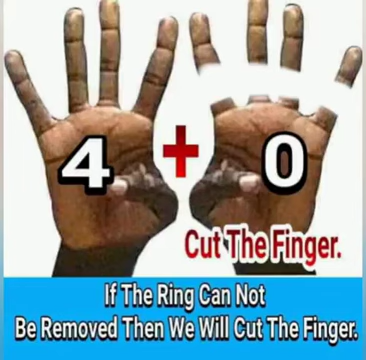 4 + 0
Cut The Finger.
If The Ring Can Not
Be Removed Then We Will Cut The Finger.